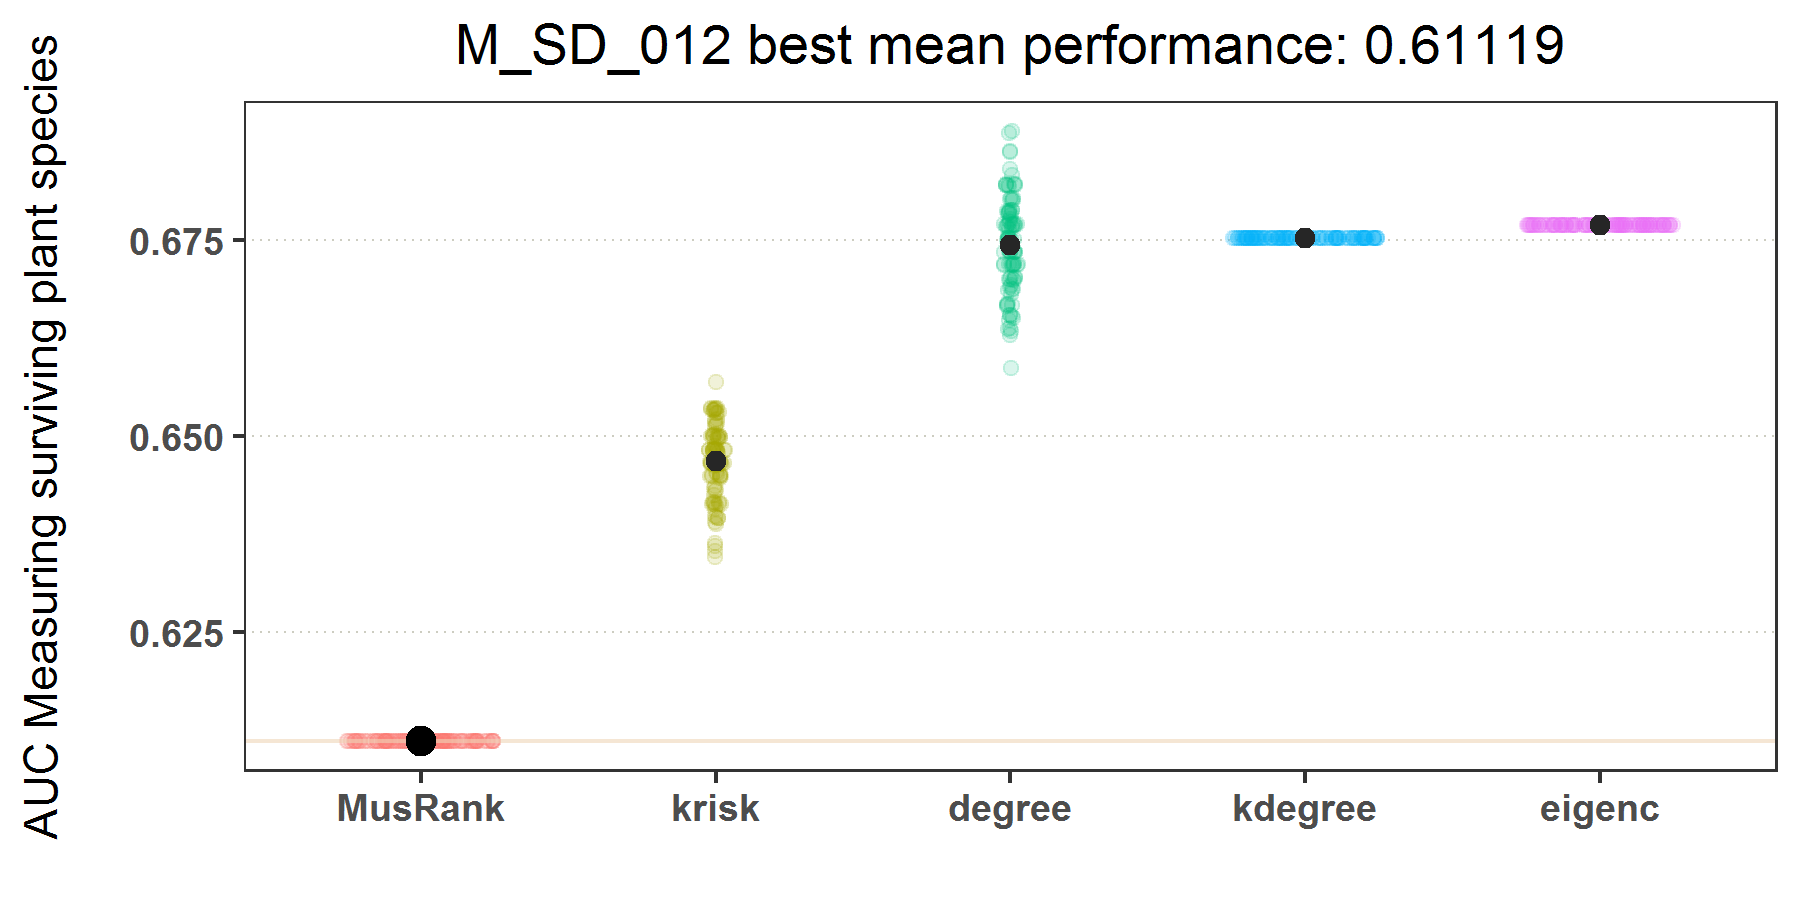 M_SD_012 best mean performance: 0.61119
AUC Measuring surviving plant species
0.675
0.650
0.625
MusRank krisk degree kdegree eigenc